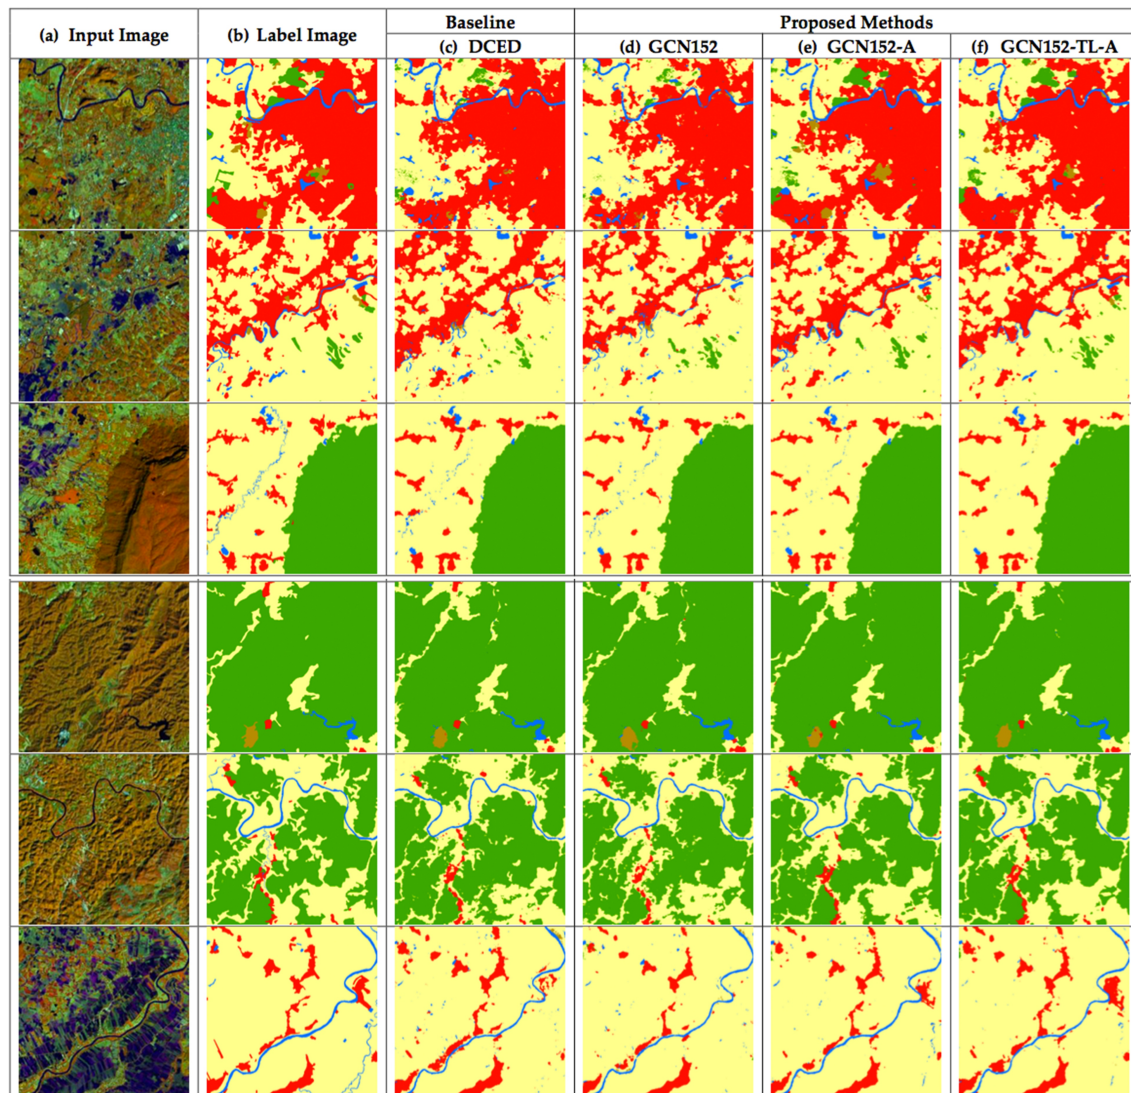 (a) Input Image
(b) Label Image
Baseline
Proposed Methods
(c) DCED
(d) GCN152
(e) GCN152-A
(f) GCN152-TL-A